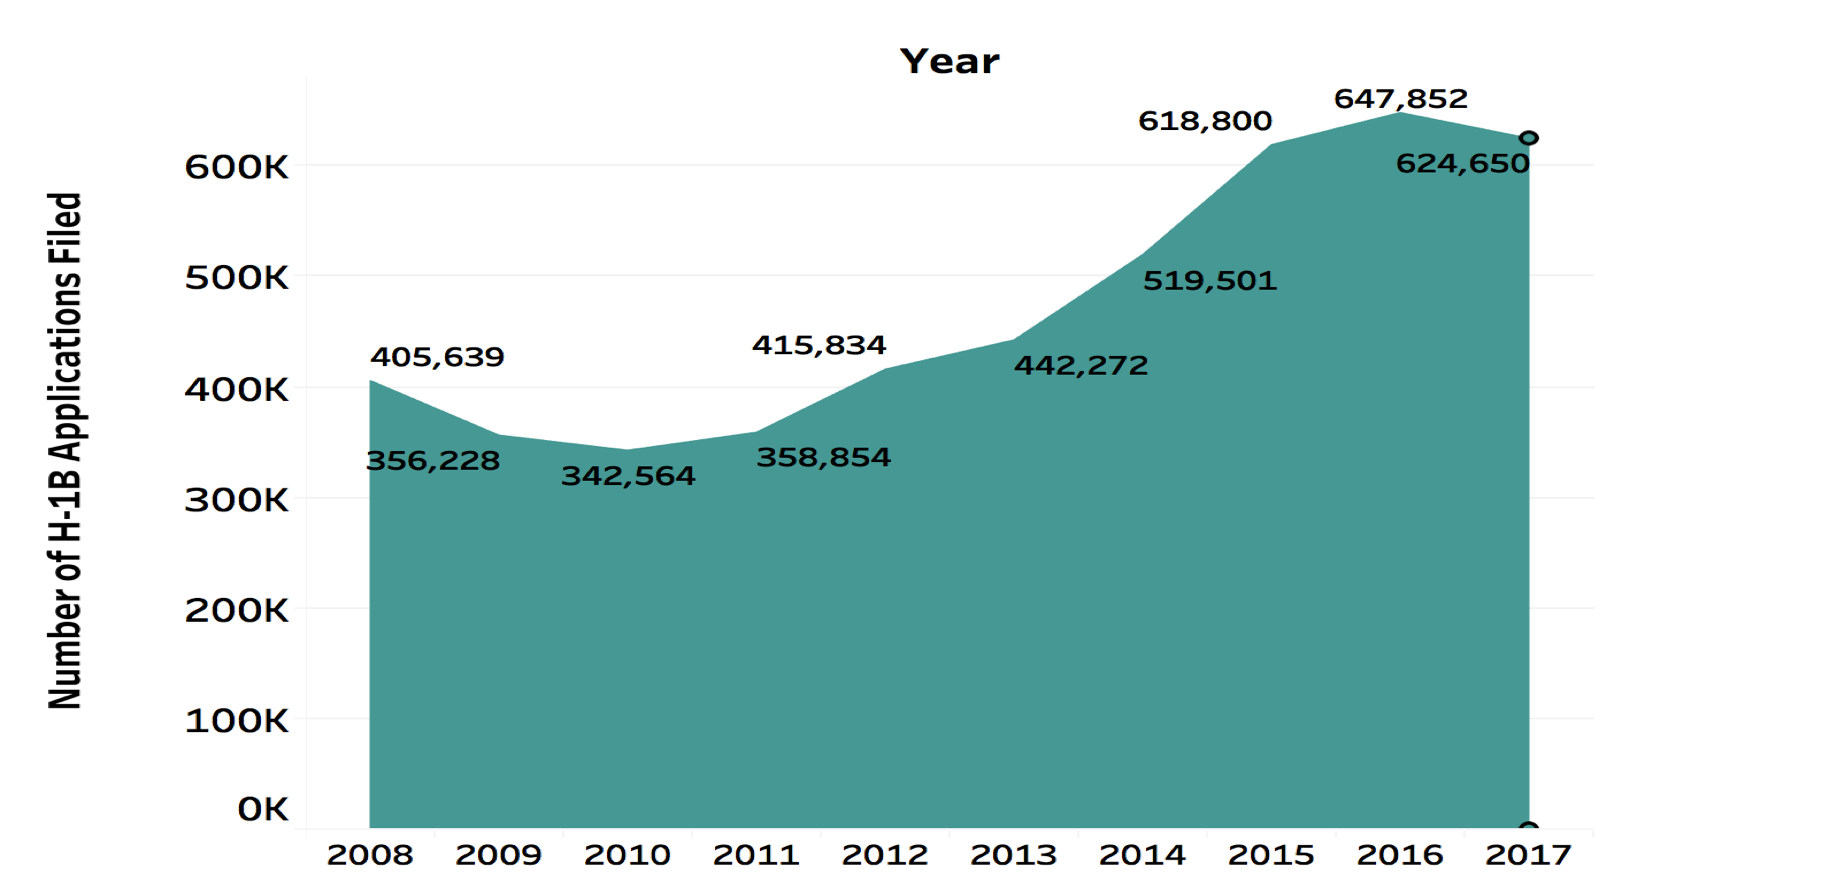 Year
Number of H-1B Applications Filed
600K
500K
400K
300K
200K
100K
0K
405,639
356,228
342,564
358,854
415,834
442,272
519,501
618,800
647,852
624,650
2008 2009 2010 2011 2012 2013 2014 2015 2016 2017